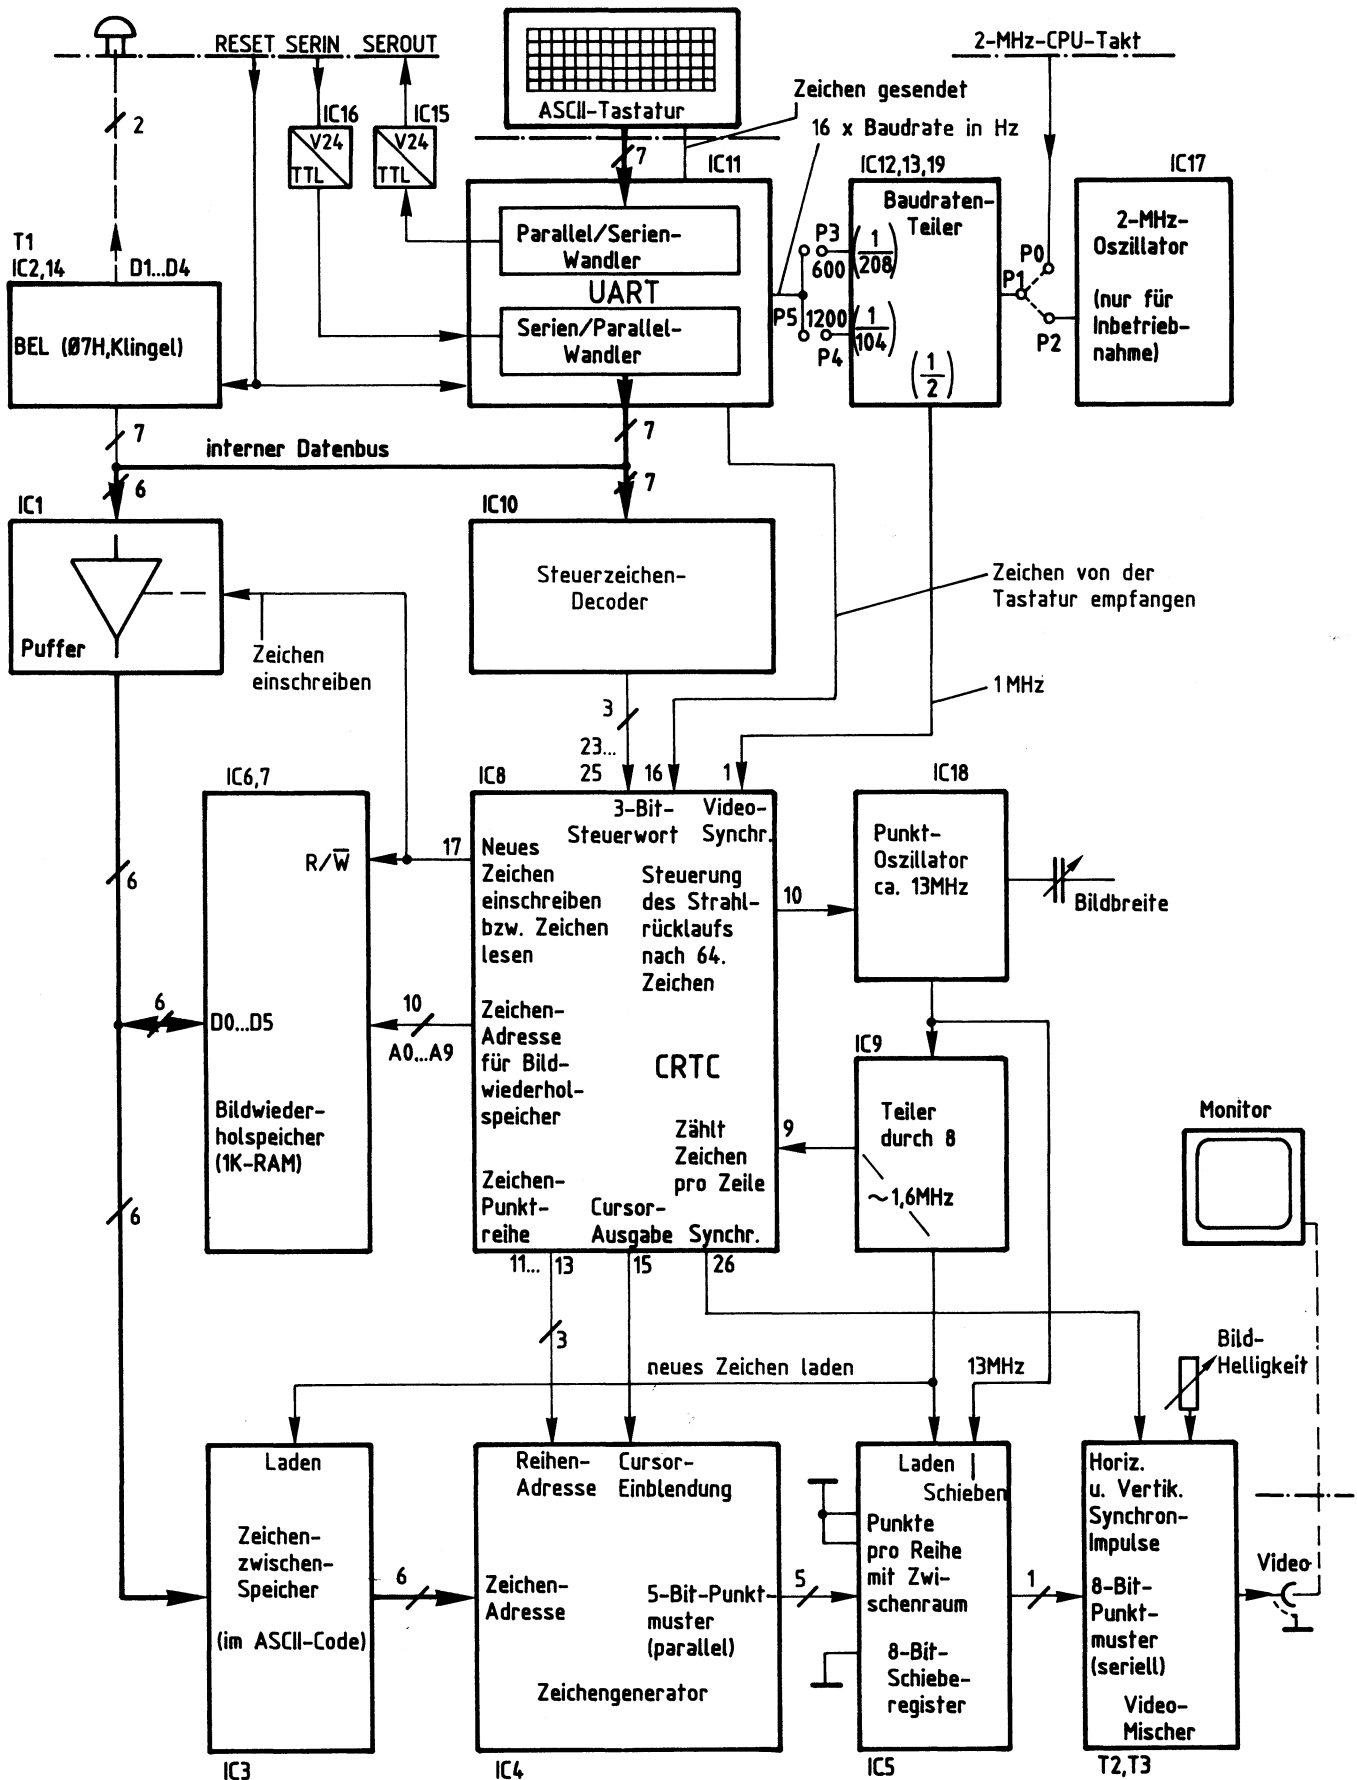 RESET SERIN SEROUT
2-MHz-CPU-Takt
ASCII-Tastatur
Zeichen gesendet
16 x Baudrate in Hz
2
IC16
V24
TTL
IC15
V24
TTL
7
IC11
Parallel/Serien-
Wandler
UART
Serien/Parallel-
Wandler
IC12,13,19
Baudraten-
Teiler
P3
600
(1/208)
P5
1200
P4
(1/104)
(1/2)
P0
P1
P2
IC17
2-MHz-
Oszillator
(nur für
Inbetrieb-
nahme)
T1
IC2,14
D1...D4
BEL (Ø7H,Klingel)
7
interner Datenbus
7
6
7
IC1
Puffer
IC10
Steuerzeichen-
Decoder
Zeichen
einschreiben
Zeichen von der
Tastatur empfangen
1MHz
3
23...
25
16
1
IC6,7
R/W̅
6
6
D0...D5
Bildwieder-
holspeicher
(1K-RAM)
17
10
A0...A9
IC8
3-Bit-
Steuerwort
Video-
Synchr.
Neues
Zeichen
einschreiben
bzw. Zeichen
lesen
Steuerung
des Strahl-
rücklaufs
nach 64.
Zeichen
Zeichen-
Adresse
für Bild-
wiederhol-
speicher
CRTC
Zählt
Zeichen
pro Zeile
Zeichen-
Punkt-
reihe
Cursor-
Ausgabe
Synchr.
10
IC18
Punkt-
Oszillator
ca. 13MHz
Bildbreite
IC9
Teiler
durch 8
~1,6MHz
9
Monitor
6
11...
13
15
26
3
neues Zeichen laden
13MHz
Bild-
Helligkeit
Laden
Zeichen-
zwischen-
Speicher
(im ASCII-Code)
IC3
6
Reihen-
Adresse
Cursor-
Einblendung
Zeichen-
Adresse
5-Bit-Punkt-
muster
(parallel)
Zeichengenerator
IC4
5
Laden
Schieben
Punkte
pro Reihe
mit Zwi-
schenraum
8-Bit-
Schiebe-
register
IC5
1
Horiz.
u. Vertik.
Synchron-
Impulse
8-Bit-
Punkt-
muster
(seriell)
Video-
Mischer
T2,T3
Video